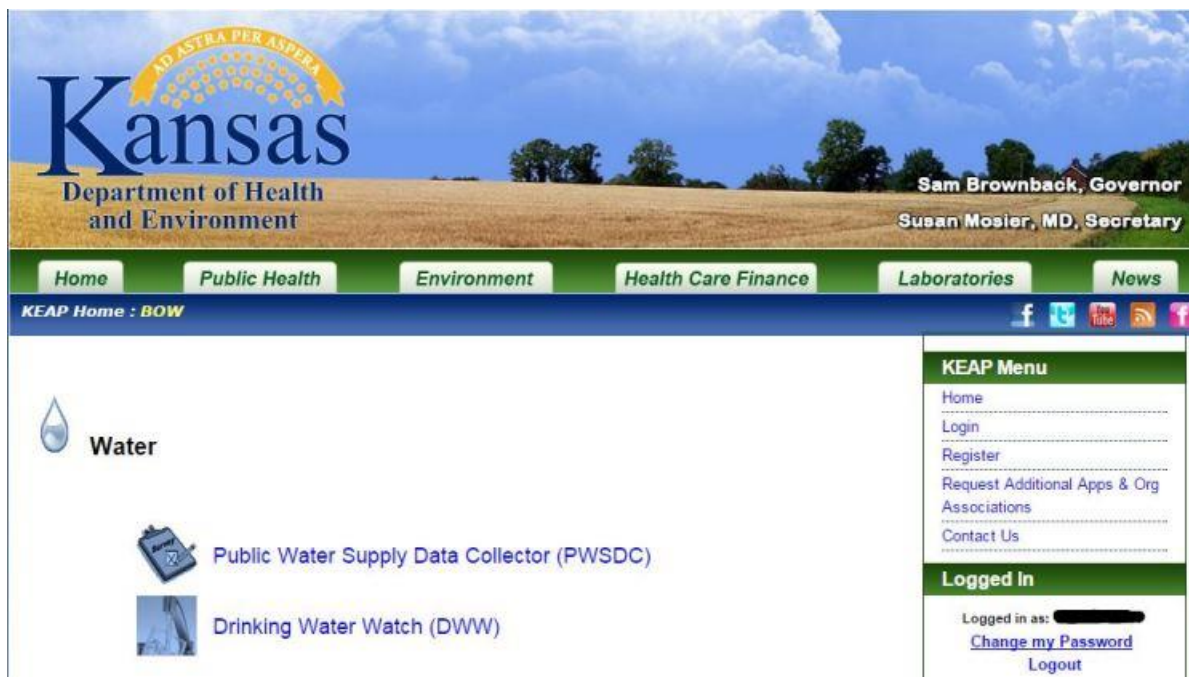 AD ASTRA PER ASPERA
Kansas
Department of Health
and Environment
Sam Brownback, Governor
Susan Mosier, MD, Secretary
Home
Public Health
Environment
Health Care Finance
Laboratories
News
KEAP Home : BOW
f
t
You
Tube
f
KEAP Menu
Home
Login
Register
Request Additional Apps & Org
Associations
Contact Us
Water
Survey
Public Water Supply Data Collector (PWSDC)
Drinking Water Watch (DWW)
Logged In
Logged in as:
Change my Password
Logout